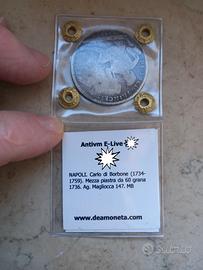 Antivm E-Live
NAPOLI. Carlo di Borbone (1734-
1759). Mezza piastra da 60 grana
1736. Ag. Magliocca 147. MB
www.deamoneta.com
Subito